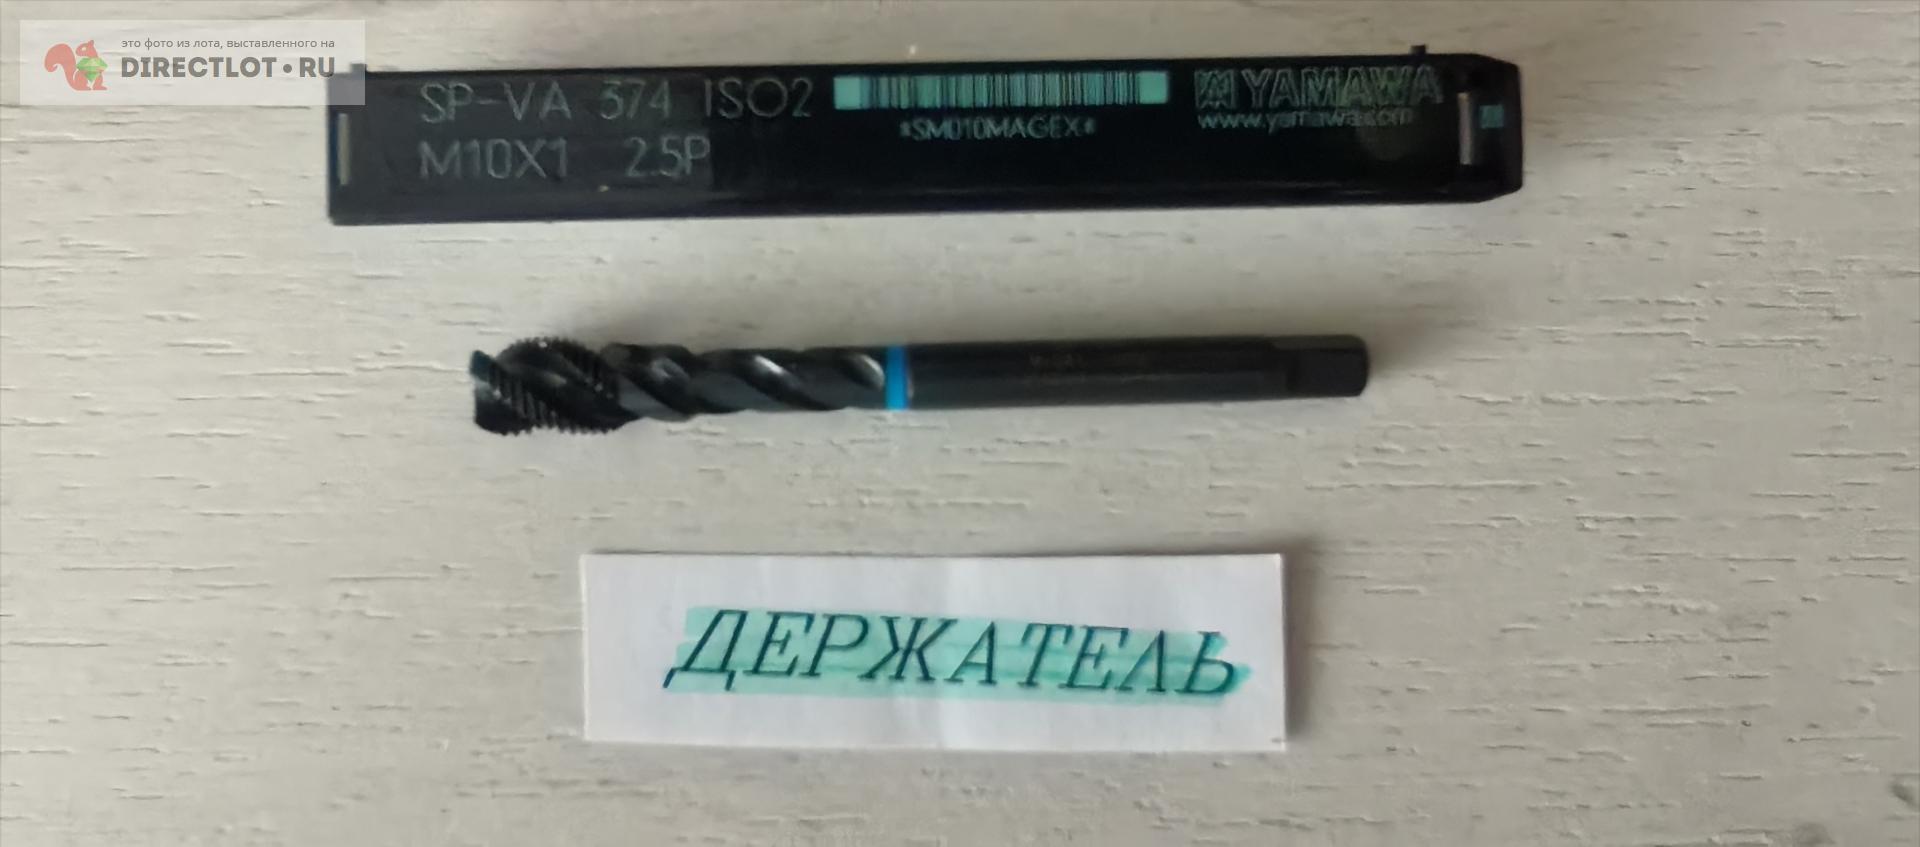 это фото из лота, выставленного на
DIRECTLOT•RU
SP-VA 374 ISO2
M10X1 2.5P
*SM010MAGEX*
YAMAWA
www.yamawa.com
ДЕРЖАТЕЛЬ